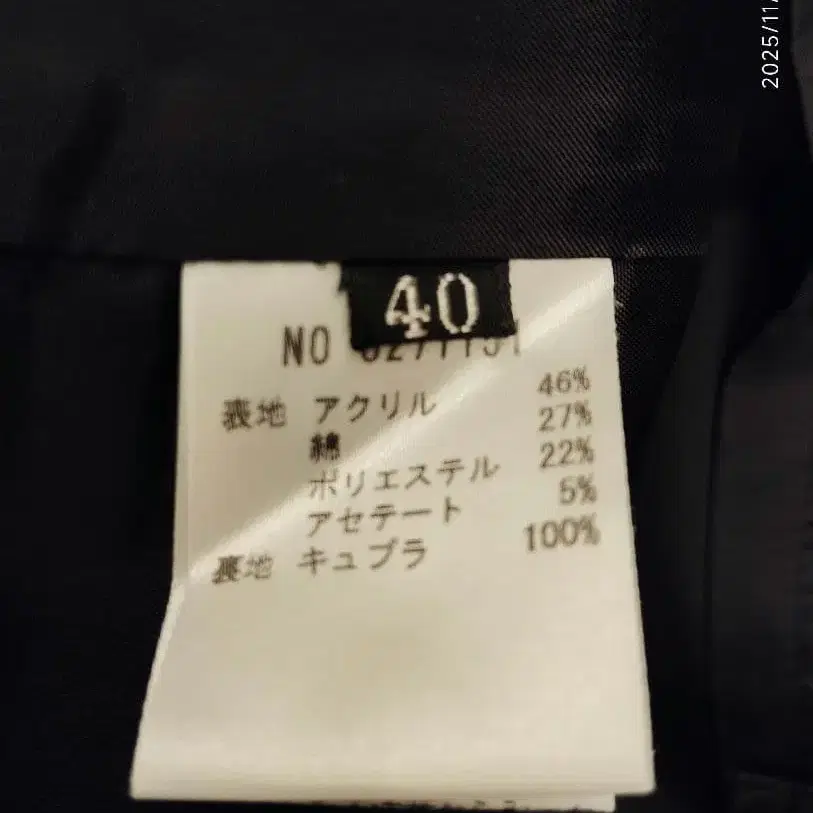 2025/11/
40
NO
表地 アクリル 46%
綿 27%
ポリエステル 22%
アセテート 5%
裏地 キュプラ 100%